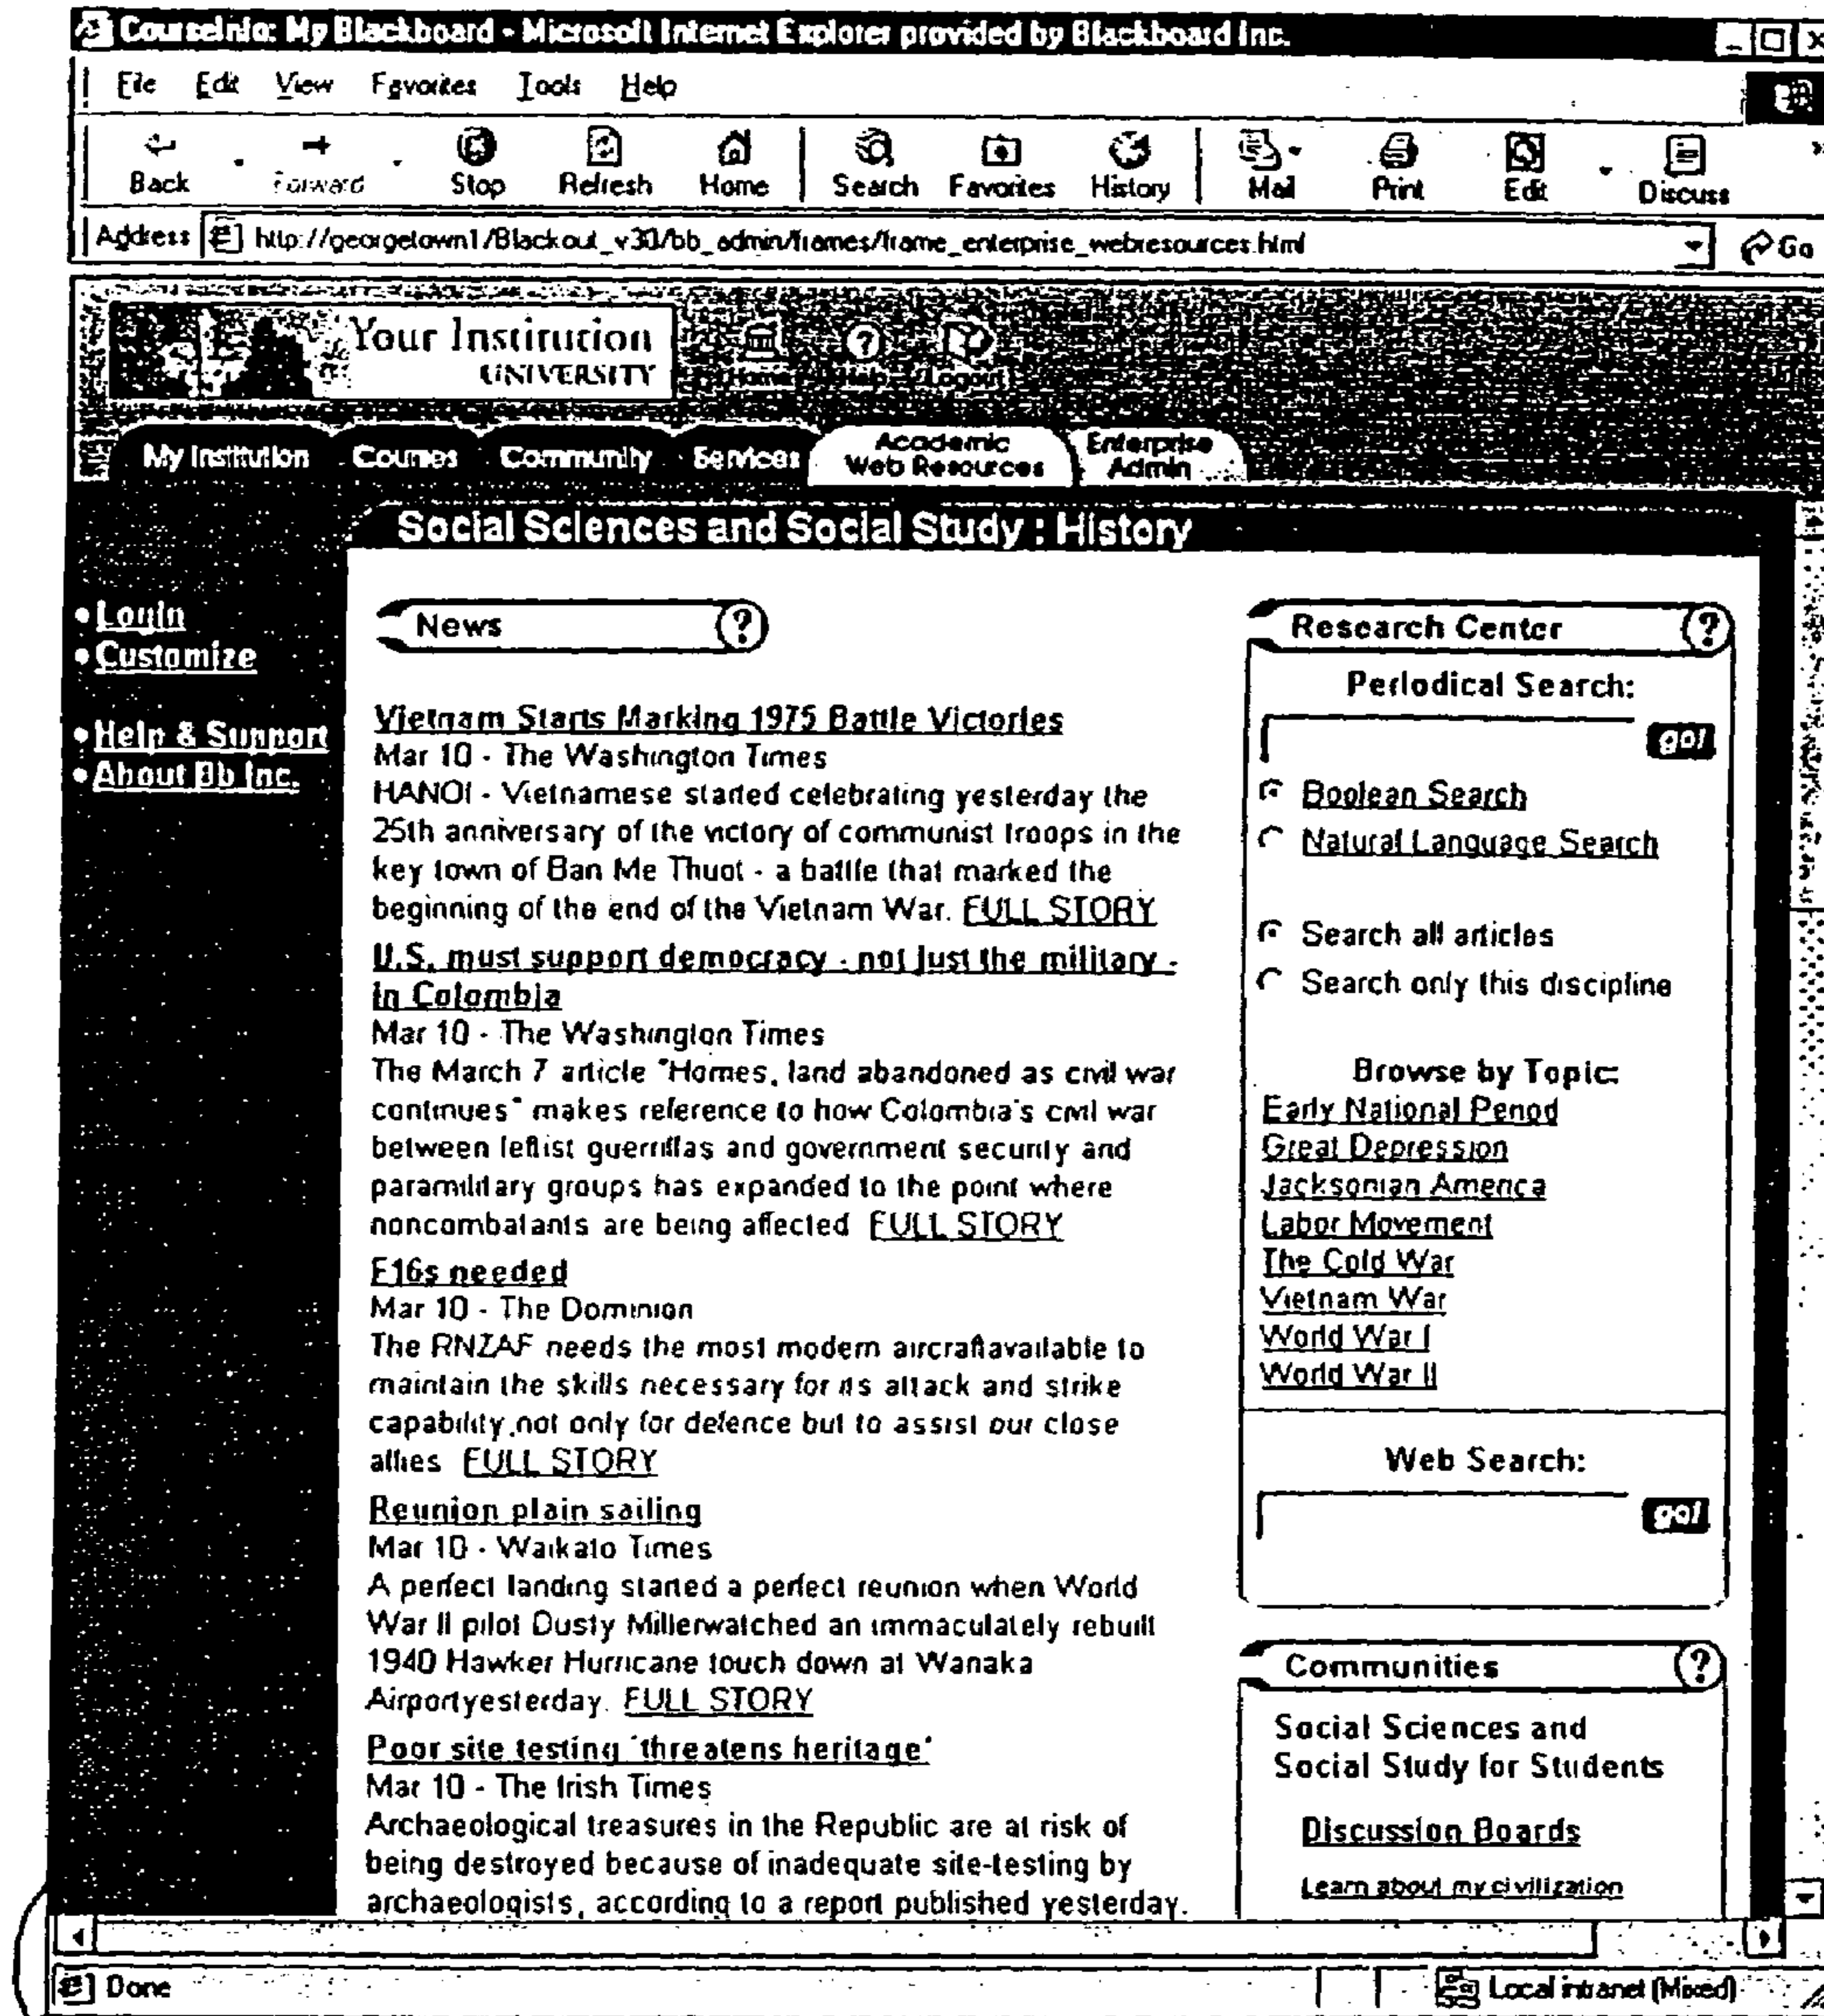 CourseInfo: My Blackboard - Microsoft Internet Explorer provided by Blackboard Inc.
File Edit View Favorites Tools Help
Back Forward Stop Refresh Home Search Favorites History Mail Print Edit Discuss
Address http://georgetown1/Blackout_v30/bb_admin/frames/frame_enterprise_webresources.html Go
Your Institution
UNIVERSITY
Home Help Logout
My Institution Courses Community Services Academic Web Resources Enterprise Admin
Social Sciences and Social Study : History
• Login
• Customize
• Help & Support
• About Bb Inc.
News ?
Vietnam Starts Marking 1975 Battle Victories
Mar 10 - The Washington Times
HANOI - Vietnamese started celebrating yesterday the
25th anniversary of the victory of communist troops in the
key town of Ban Me Thuot - a battle that marked the
beginning of the end of the Vietnam War. FULL STORY
U.S. must support democracy - not just the military -
in Colombia
Mar 10 - The Washington Times
The March 7 article "Homes, land abandoned as civil war
continues" makes reference to how Colombia's civil war
between leftist guerrillas and government security and
paramilitary groups has expanded to the point where
noncombatants are being affected FULL STORY
F16s needed
Mar 10 - The Dominion
The RNZAF needs the most modern aircraftavailable to
maintain the skills necessary for its attack and strike
capability,not only for defence but to assist our close
allies FULL STORY
Reunion plain sailing
Mar 10 - Waikato Times
A perfect landing started a perfect reunion when World
War II pilot Dusty Millerwatched an immaculately rebuilt
1940 Hawker Hurricane touch down at Wanaka
Airportyesterday. FULL STORY
Poor site testing 'threatens heritage'
Mar 10 - The Irish Times
Archaeological treasures in the Republic are at risk of
being destroyed because of inadequate site-testing by
archaeologists, according to a report published yesterday.
Research Center ?
Periodical Search:
go!
Boolean Search
Natural Language Search
Search all articles
Search only this discipline
Browse by Topic:
Early National Period
Great Depression
Jacksonian America
Labor Movement
The Cold War
Vietnam War
World War I
World War II
Web Search:
go!
Communities ?
Social Sciences and
Social Study for Students
Discussion Boards
Learn about my civilization
Done Local intranet (Mixed)